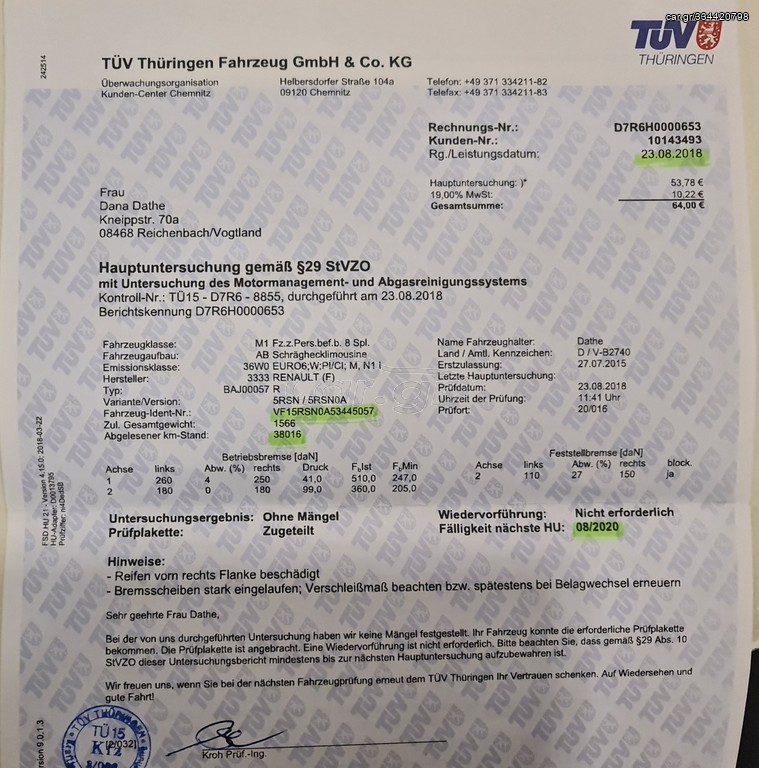 car.gr/334420798
TÜV
THÜRINGEN
242514
TÜV Thüringen Fahrzeug GmbH & Co. KG
Überwachungsorganisation
Kunden-Center Chemnitz
Helbersdorfer Straße 104a
09120 Chemnitz
Telefon: +49 371 334211-82
Telefax: +49 371 334211-83
Rechnungs-Nr.: D7R6H0000653
Kunden-Nr.: 10143493
Rg./Leistungsdatum: 23.08.2018
Hauptuntersuchung: )* 53,78 €
19,00% MwSt: 10,22 €
Gesamtsumme: 64,00 €
Frau
Dana Dathe
Kneippstr. 70a
08468 Reichenbach/Vogtland
Hauptuntersuchung gemäß §29 StVZO
mit Untersuchung des Motormanagement- und Abgasreinigungssystems
Kontroll-Nr.: TÜ15 - D7R6 - 8855, durchgeführt am 23.08.2018
Berichtskennung D7R6H0000653
Fahrzeugklasse: M1 Fz.z.Pers.bef.b. 8 Spl.
Fahrzeugaufbau: AB Schrägheclimousine
Emissionsklasse: 36W0 EURO6;W;PI/CI; M, N1 I
Hersteller: 3333 RENAULT (F)
Typ: BAJ00057 R
Variante/Version: 5RSN / 5RSN0A
Fahrzeug-Ident-Nr.: VF15RSN0A53445057
Zul. Gesamtgewicht: 1566
Abgelesener km-Stand: 38016
Name Fahrzeughalter: Dathe
Land / Amtl. Kennzeichen: D / V-B2740
Erstzulassung: 27.07.2015
Letzte Hauptuntersuchung:
Prüfdatum: 23.08.2018
Uhrzeit der Prüfung: 11:41 Uhr
Prüfort: 20/016
Betriebsbremse [daN]
Achse links Abw. (%) rechts Druck FbIst FbMin
1 260 4 250 41,0 510,0 247,0
2 180 0 180 99,0 360,0 205,0
Feststellbremse [daN]
Achse links Abw. (%) rechts block.
2 110 27 150 ja
Untersuchungsergebnis: Ohne Mängel
Prüfplakette: Zugeteilt
Wiedervorführung: Nicht erforderlich
Fälligkeit nächste HU: 08/2020
Hinweise:
- Reifen vorn rechts Flanke beschädigt
- Bremsscheiben stark eingelaufen; Verschleißmaß beachten bzw. spätestens bei Belagwechsel erneuern
Sehr geehrte Frau Dathe,
Bei der von uns durchgeführten Untersuchung haben wir keine Mängel festgestellt. Ihr Fahrzeug konnte die erforderliche Prüfplakette
bekommen. Die Prüfplakette ist angebracht. Eine Wiedervorführung ist nicht erforderlich. Bitte beachten Sie, dass gemäß §29 Abs. 10
StVZO dieser Untersuchungsbericht mindestens bis zur nächsten Hauptuntersuchung aufzubewahren ist.
Wir freuen uns, wenn Sie bei der nächsten Fahrzeugprüfung erneut dem TÜV Thüringen Ihr Vertrauen schenken. Auf Wiedersehen und
gute Fahrt!
TÜV THÜRINGEN
TÜ 15
K12
[2/032]
Kroh Prüf.-Ing.